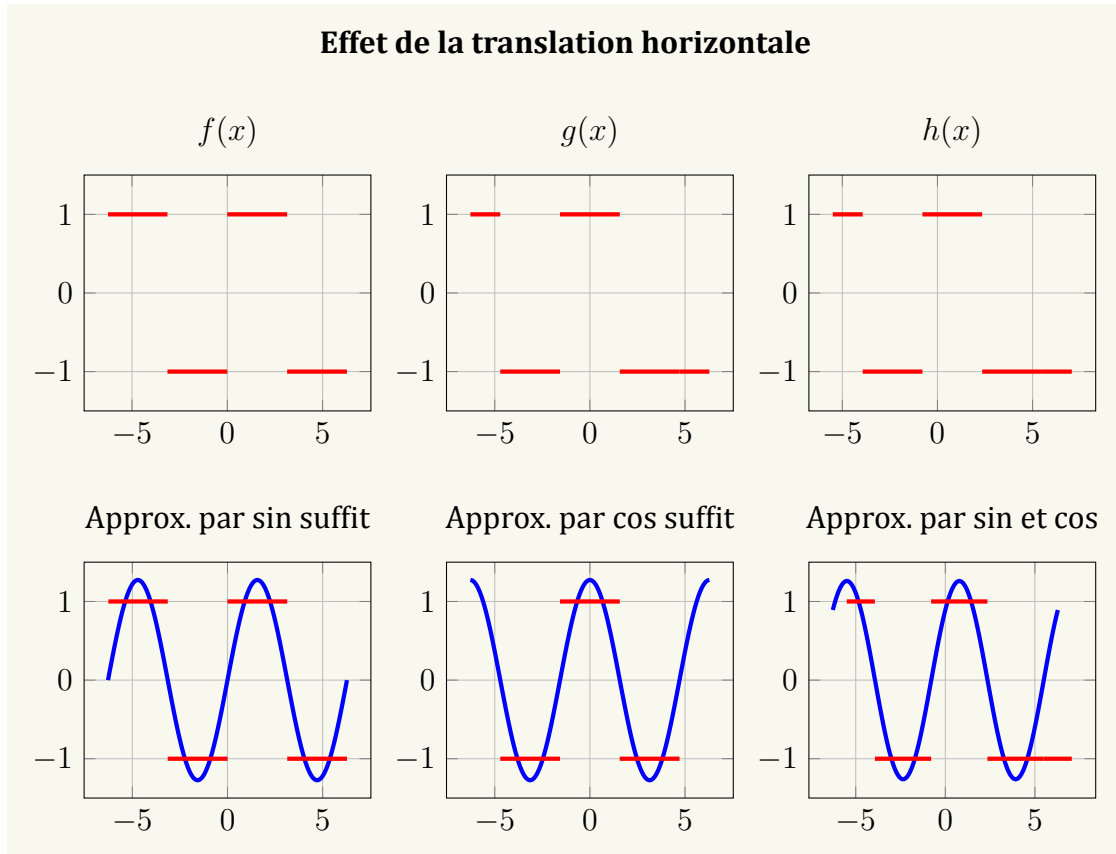 Effet de la translation horizontale
f(x) g(x) h(x)
1 1 1
0 0 0
−1 −1 −1
−5 0 5 −5 0 5 −5 0 5
Approx. par sin suffit Approx. par cos suffit Approx. par sin et cos
1 1 1
0 0 0
−1 −1 −1
−5 0 5 −5 0 5 −5 0 5